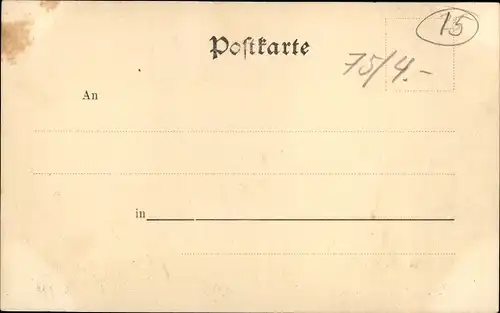 15
Poſtkarte
75/4.-
An
in